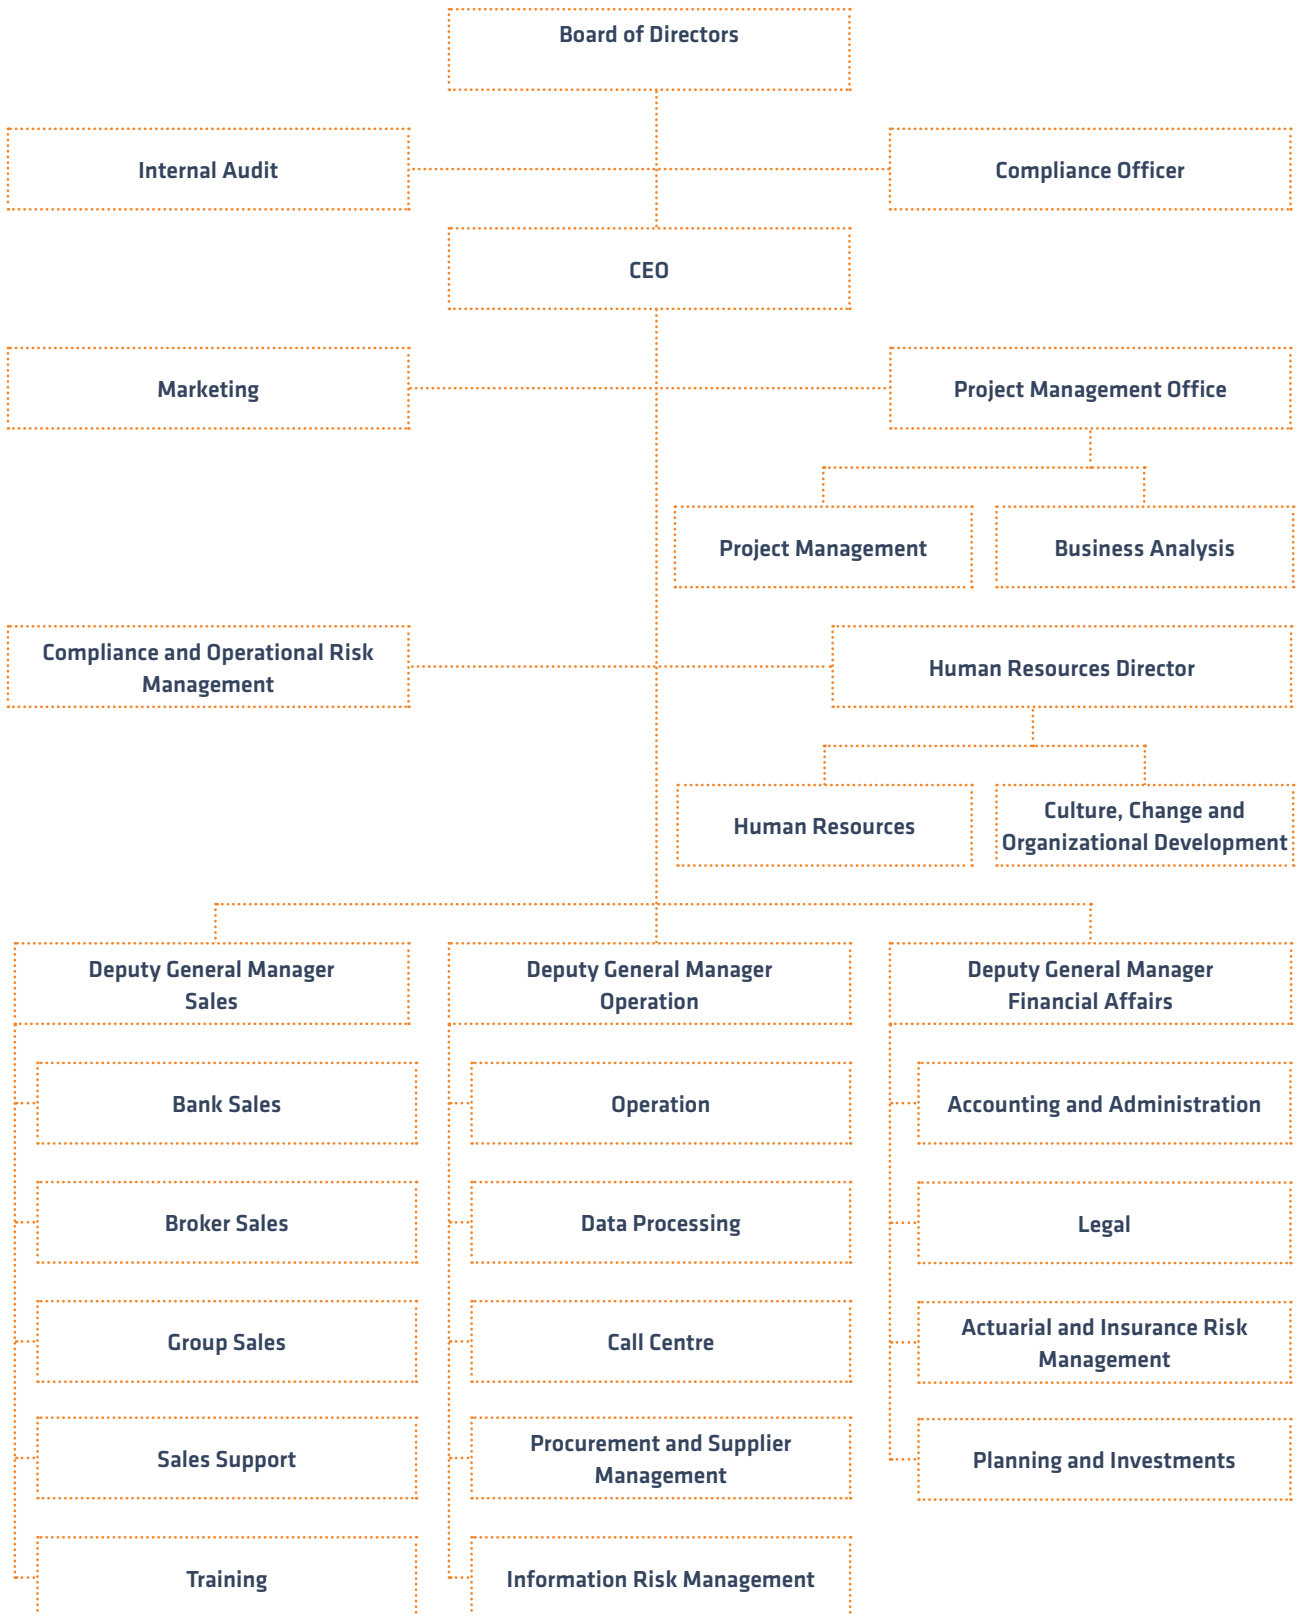 Board of Directors
Internal Audit
Compliance Officer
CEO
Marketing
Project Management Office
Project Management
Business Analysis
Compliance and Operational Risk
Management
Human Resources Director
Human Resources
Culture, Change and
Organizational Development
Deputy General Manager
Sales
Deputy General Manager
Operation
Deputy General Manager
Financial Affairs
Bank Sales
Operation
Accounting and Administration
Broker Sales
Data Processing
Legal
Group Sales
Call Centre
Actuarial and Insurance Risk
Management
Sales Support
Procurement and Supplier
Management
Planning and Investments
Training
Information Risk Management